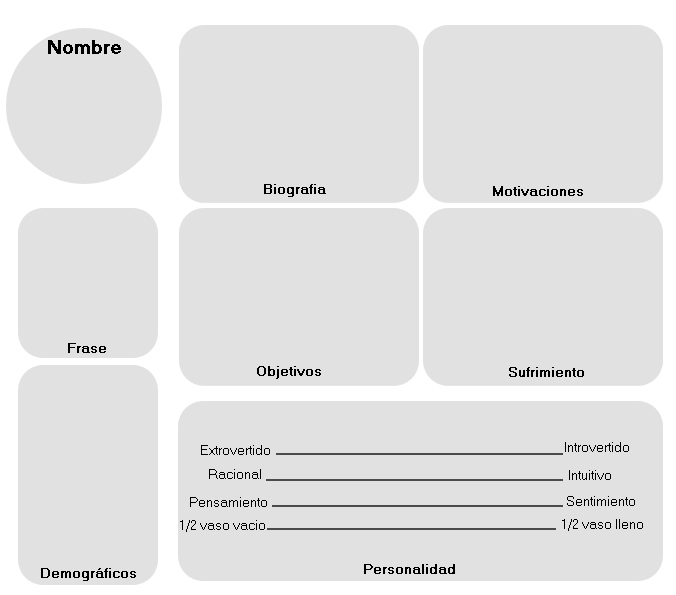 Nombre
Biografia
Motivaciones
Frase
Objetivos
Sufrimiento
Demográficos
Extrovertido Introvertido
Racional Intuitivo
Pensamiento Sentimiento
1/2 vaso vacio 1/2 vaso lleno
Personalidad